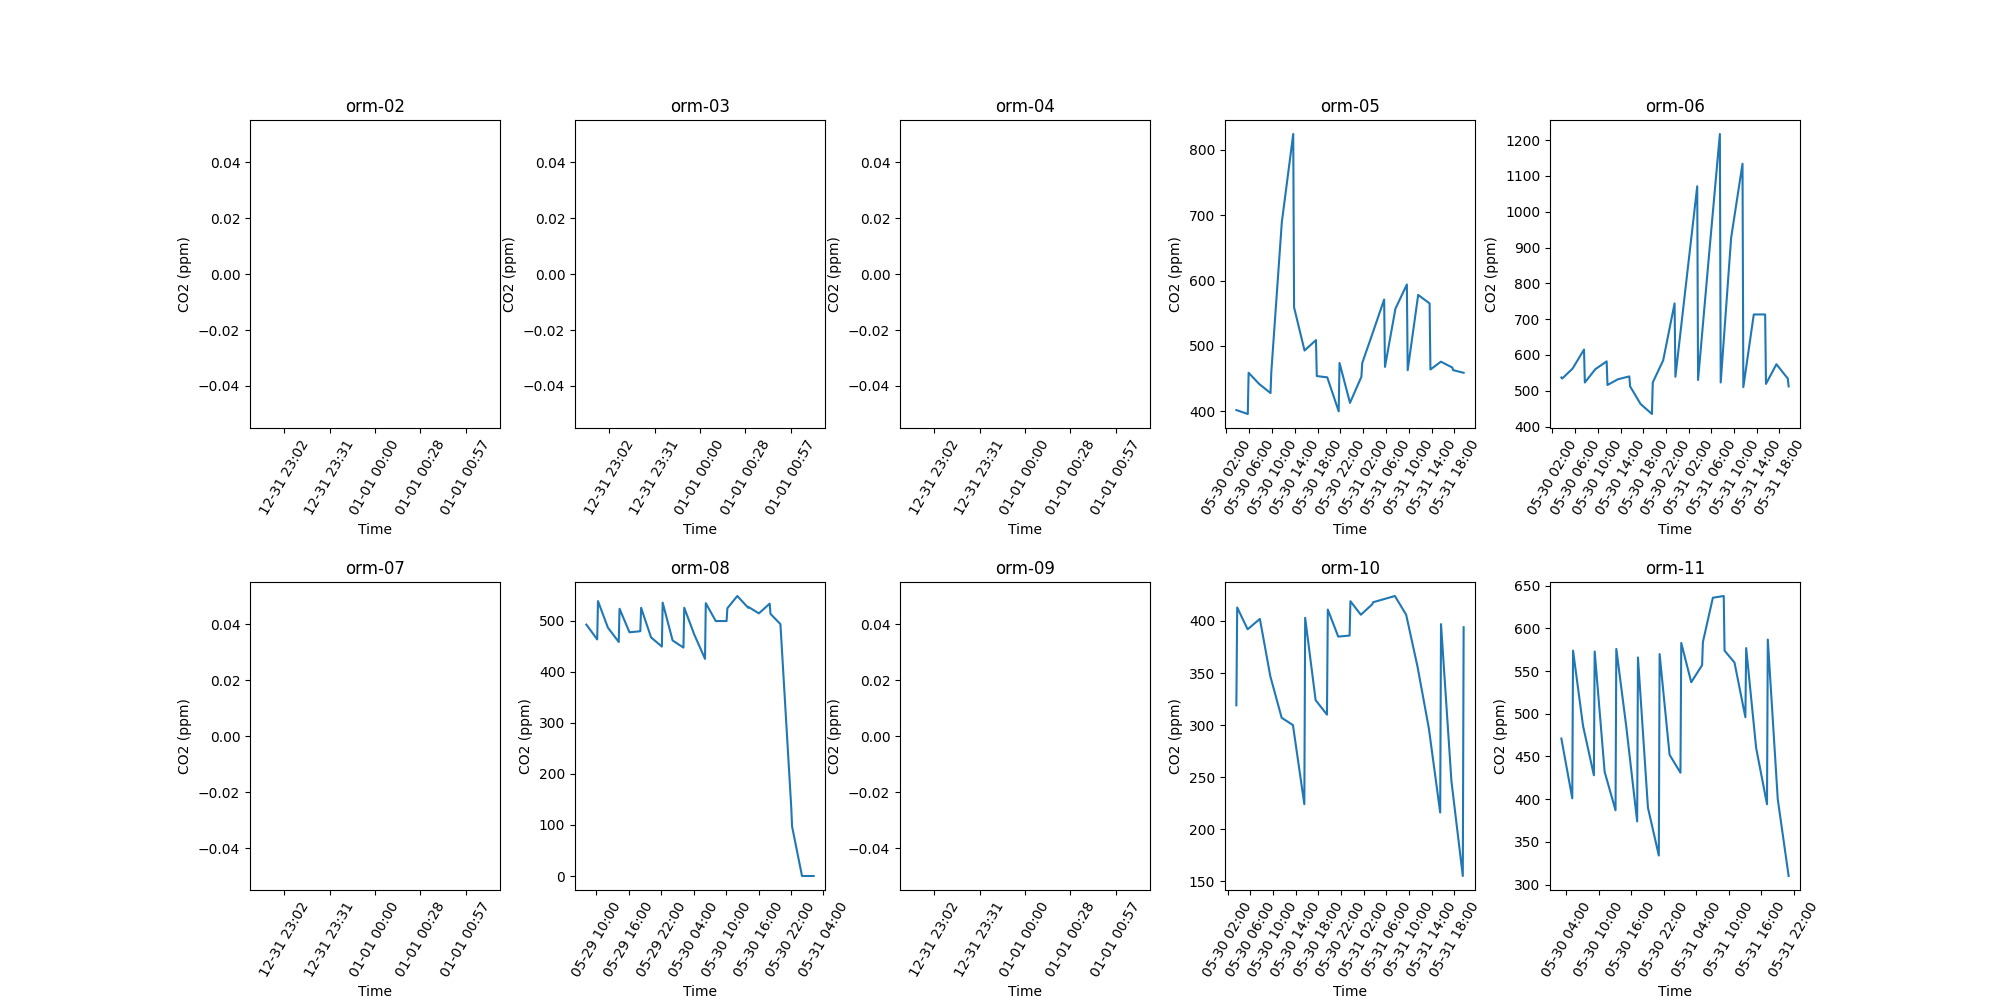 orm-02 orm-03 orm-04 orm-05 orm-06
CO2 (ppm)
0.04
0.02
0.00
−0.02
−0.04
12-31 23:02 12-31 23:31 01-01 00:00 01-01 00:28 01-01 00:57
Time
CO2 (ppm)
0.04
0.02
0.00
−0.02
−0.04
12-31 23:02 12-31 23:31 01-01 00:00 01-01 00:28 01-01 00:57
Time
CO2 (ppm)
0.04
0.02
0.00
−0.02
−0.04
12-31 23:02 12-31 23:31 01-01 00:00 01-01 00:28 01-01 00:57
Time
CO2 (ppm)
800
700
600
500
400
05-30 02:00 05-30 06:00 05-30 10:00 05-30 14:00 05-30 18:00 05-30 22:00 05-31 02:00 05-31 06:00 05-31 10:00 05-31 14:00 05-31 18:00
Time
CO2 (ppm)
1200
1100
1000
900
800
700
600
500
400
05-30 02:00 05-30 06:00 05-30 10:00 05-30 14:00 05-30 18:00 05-30 22:00 05-31 02:00 05-31 06:00 05-31 10:00 05-31 14:00 05-31 18:00
Time
orm-07 orm-08 orm-09 orm-10 orm-11
CO2 (ppm)
0.04
0.02
0.00
−0.02
−0.04
12-31 23:02 12-31 23:31 01-01 00:00 01-01 00:28 01-01 00:57
Time
CO2 (ppm)
500
400
300
200
100
0
05-29 10:00 05-29 16:00 05-29 22:00 05-30 04:00 05-30 10:00 05-30 16:00 05-30 22:00 05-31 04:00
Time
CO2 (ppm)
0.04
0.02
0.00
−0.02
−0.04
12-31 23:02 12-31 23:31 01-01 00:00 01-01 00:28 01-01 00:57
Time
CO2 (ppm)
400
350
300
250
200
150
05-30 02:00 05-30 06:00 05-30 10:00 05-30 14:00 05-30 18:00 05-30 22:00 05-31 02:00 05-31 06:00 05-31 10:00 05-31 14:00 05-31 18:00
Time
CO2 (ppm)
650
600
550
500
450
400
350
300
05-30 04:00 05-30 10:00 05-30 16:00 05-30 22:00 05-31 04:00 05-31 10:00 05-31 16:00 05-31 22:00
Time